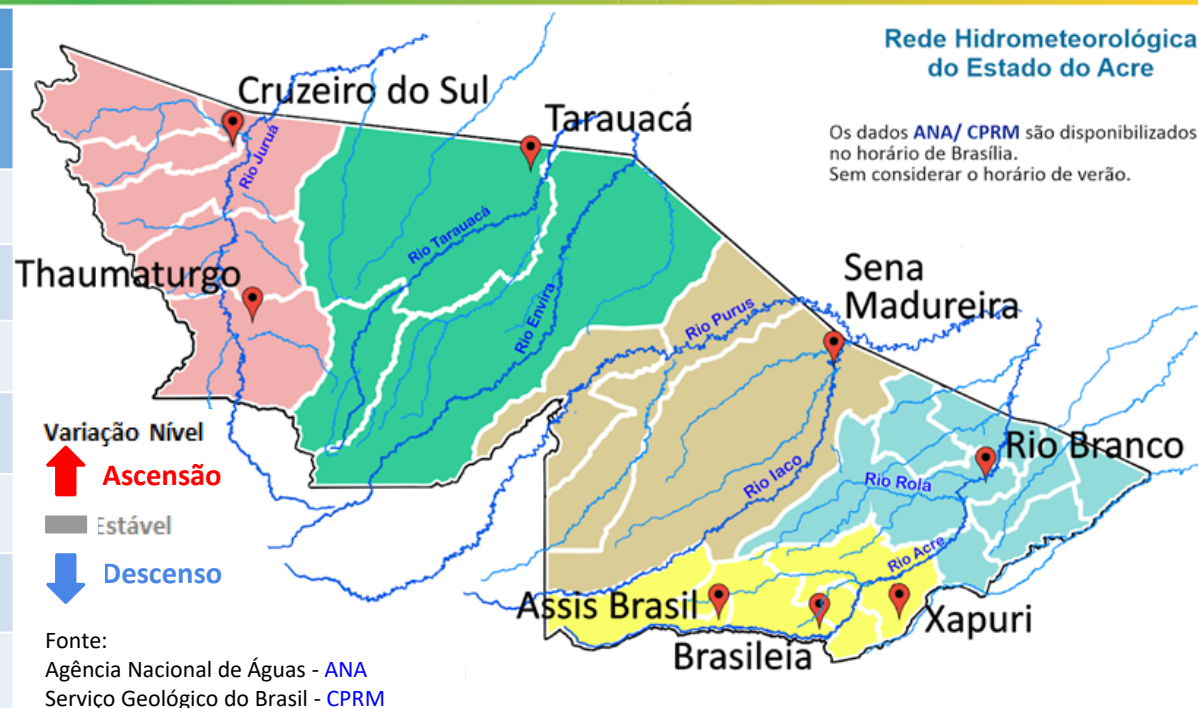 Rede Hidrometeorológica
do Estado do Acre
Os dados ANA/ CPRM são disponibilizados
no horário de Brasília.
Sem considerar o horário de verão.
Cruzeiro do Sul
Tarauacá
Rio Juruá
Rio Tarauacá
Thaumaturgo
Rio Envira
Sena
Madureira
Rio Purus
Variação Nível
Ascensão
Estável
Descenso
Rio Branco
Rio Iaco
Rio Rola
Rio Acre
Assis Brasil
Xapuri
Brasileia
Fonte:
Agência Nacional de Águas - ANA
Serviço Geológico do Brasil - CPRM